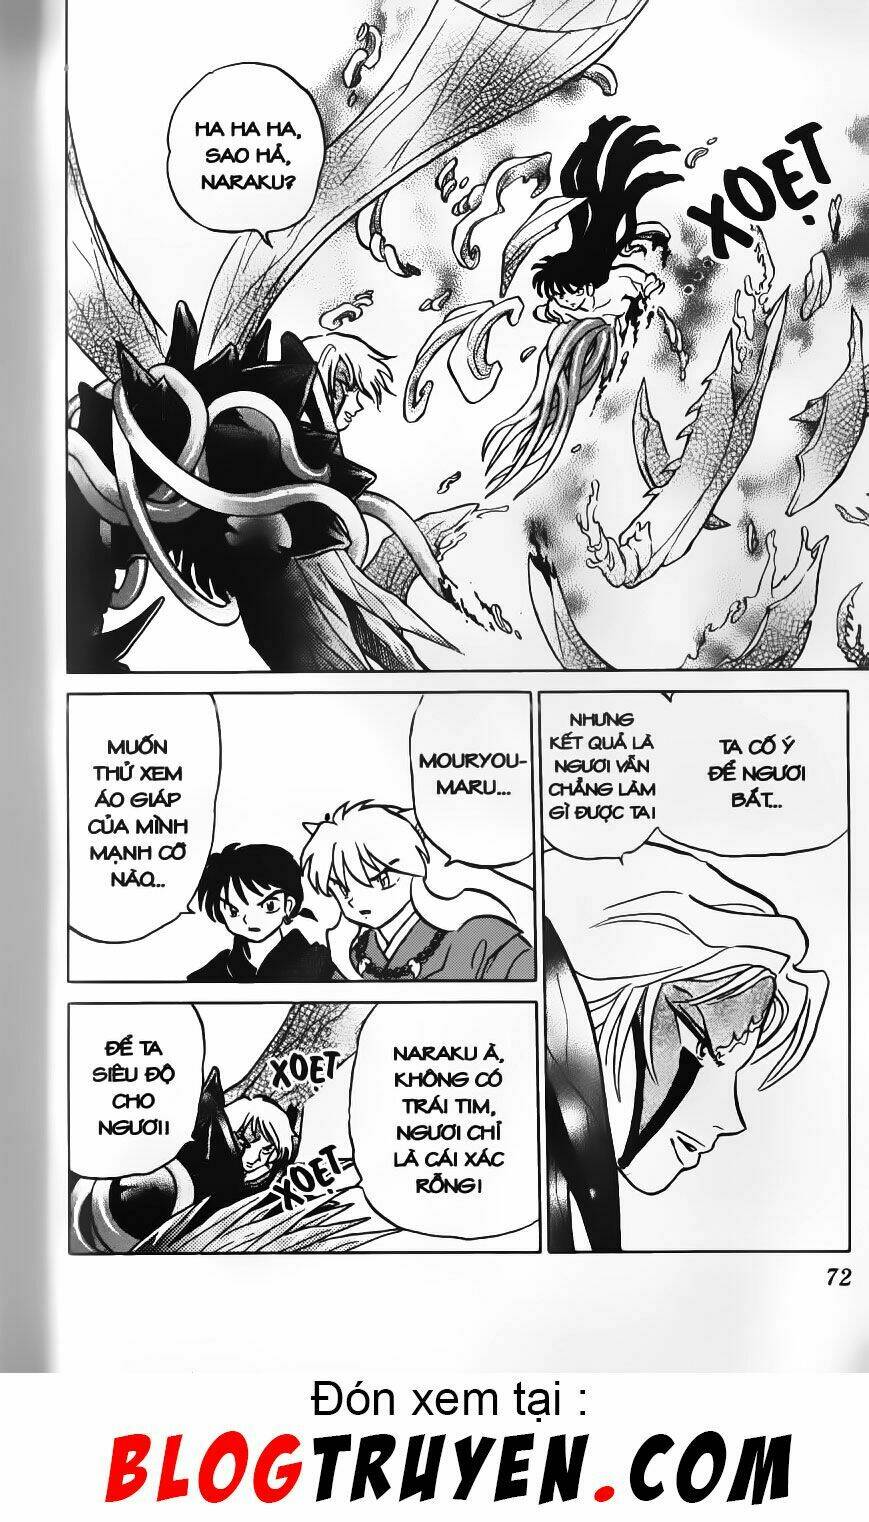 HA HA HA,
SAO HẢ,
NARAKU?
XOẸT
TA CỐ Ý
ĐỂ NGƯƠI
BẮT...
NHƯNG
KẾT QUẢ LÀ
NGƯƠI VẪN
CHẲNG LÀM
GÌ ĐƯỢC TA!
MOURYOU-
MARU...
MUỐN
THỬ XEM
ÁO GIÁP
CỦA MÌNH
MẠNH CỠ
NÀO...
NARAKU À,
KHÔNG CÓ
TRÁI TIM,
NGƯƠI CHỈ
LÀ CÁI XÁC
RỖNG!
XOẸT
XOẸT
ĐỂ TA
SIÊU ĐỘ
CHO
NGƯƠI!
72
Đón xem tại :
BLOGTRUYEN.COM